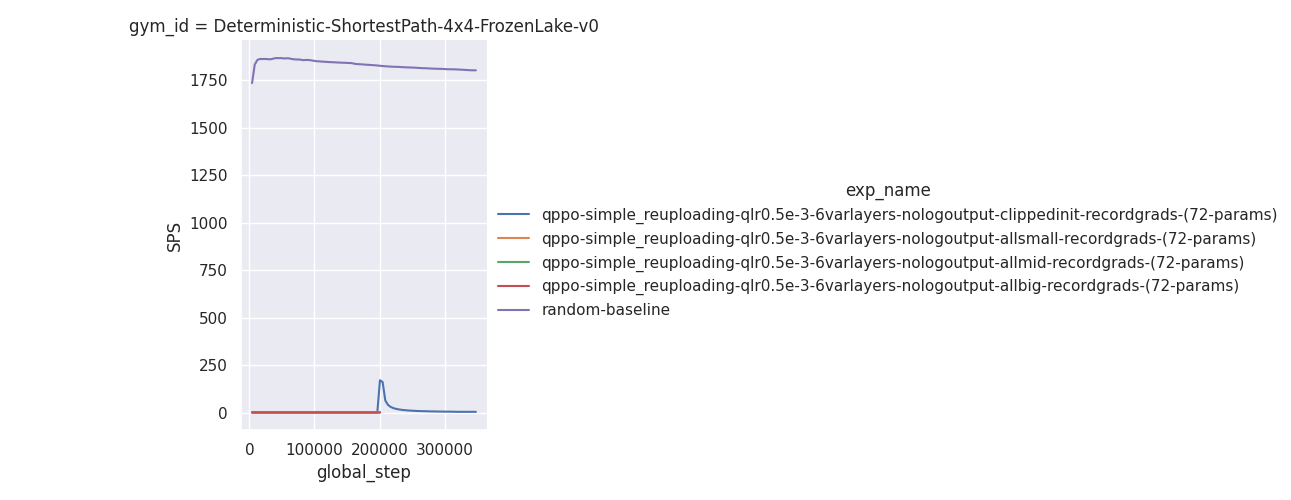 gym_id = Deterministic-ShortestPath-4x4-FrozenLake-v0
1750
1500
1250
1000
750
500
250
0
SPS
0 100000 200000 300000
global_step
exp_name
qppo-simple_reuploading-qlr0.5e-3-6varlayers-nologoutput-clippedinit-recordgrads-(72-params)
qppo-simple_reuploading-qlr0.5e-3-6varlayers-nologoutput-allsmall-recordgrads-(72-params)
qppo-simple_reuploading-qlr0.5e-3-6varlayers-nologoutput-allmid-recordgrads-(72-params)
qppo-simple_reuploading-qlr0.5e-3-6varlayers-nologoutput-allbig-recordgrads-(72-params)
random-baseline